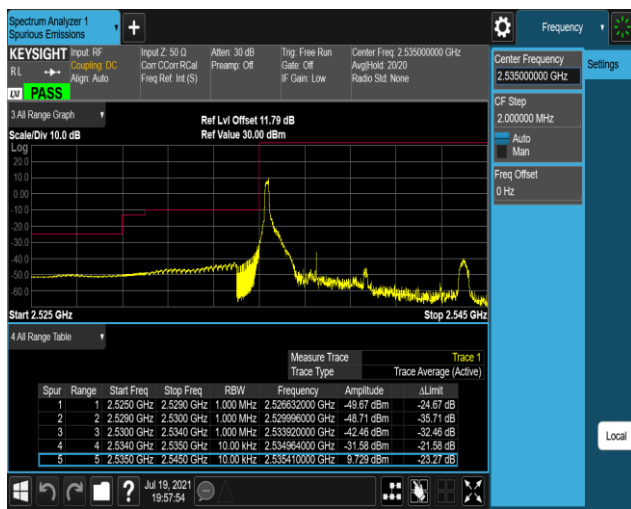 Spectrum Analyzer 1
Spurious Emissions
+
Frequency
KEYSIGHT
RL
LXI PASS
Input: RF
Coupling: DC
Align: Auto
Input Z: 50 Ω
Corr CCorr RCal
Freq Ref: Int (S)
Atten: 30 dB
Preamp: Off
Trig: Free Run
Gate: Off
IF Gain: Low
Center Freq: 2.535000000 GHz
Avg|Hold: 20/20
Radio Std: None
Center Frequency
2.535000000 GHz
Settings
CF Step
2.000000 MHz
Auto
Man
Freq Offset
0 Hz
3 All Range Graph
Ref Lvl Offset 11.79 dB
Scale/Div 10.0 dB
Ref Value 30.00 dBm
Log
20.0
10.0
0.00
-10.0
-20.0
-30.0
-40.0
-50.0
-60.0
Start 2.525 GHz
Stop 2.545 GHz
4 All Range Table
Measure Trace Trace 1
Trace Type Trace Average (Active)
Spur Range Start Freq Stop Freq RBW Frequency Amplitude ΔLimit
1 1 2.5250 GHz 2.5290 GHz 1.000 MHz 2.526632000 GHz -49.67 dBm -24.67 dB
2 2 2.5290 GHz 2.5300 GHz 1.000 MHz 2.529996000 GHz -48.71 dBm -35.71 dB
3 3 2.5300 GHz 2.5340 GHz 1.000 MHz 2.533920000 GHz -42.46 dBm -32.46 dB
4 4 2.5340 GHz 2.5350 GHz 10.00 kHz 2.534964000 GHz -31.58 dBm -21.58 dB
5 5 2.5350 GHz 2.5450 GHz 10.00 kHz 2.535410000 GHz 9.729 dBm -23.27 dB
Local
?
Jul 19, 2021
19:57:54